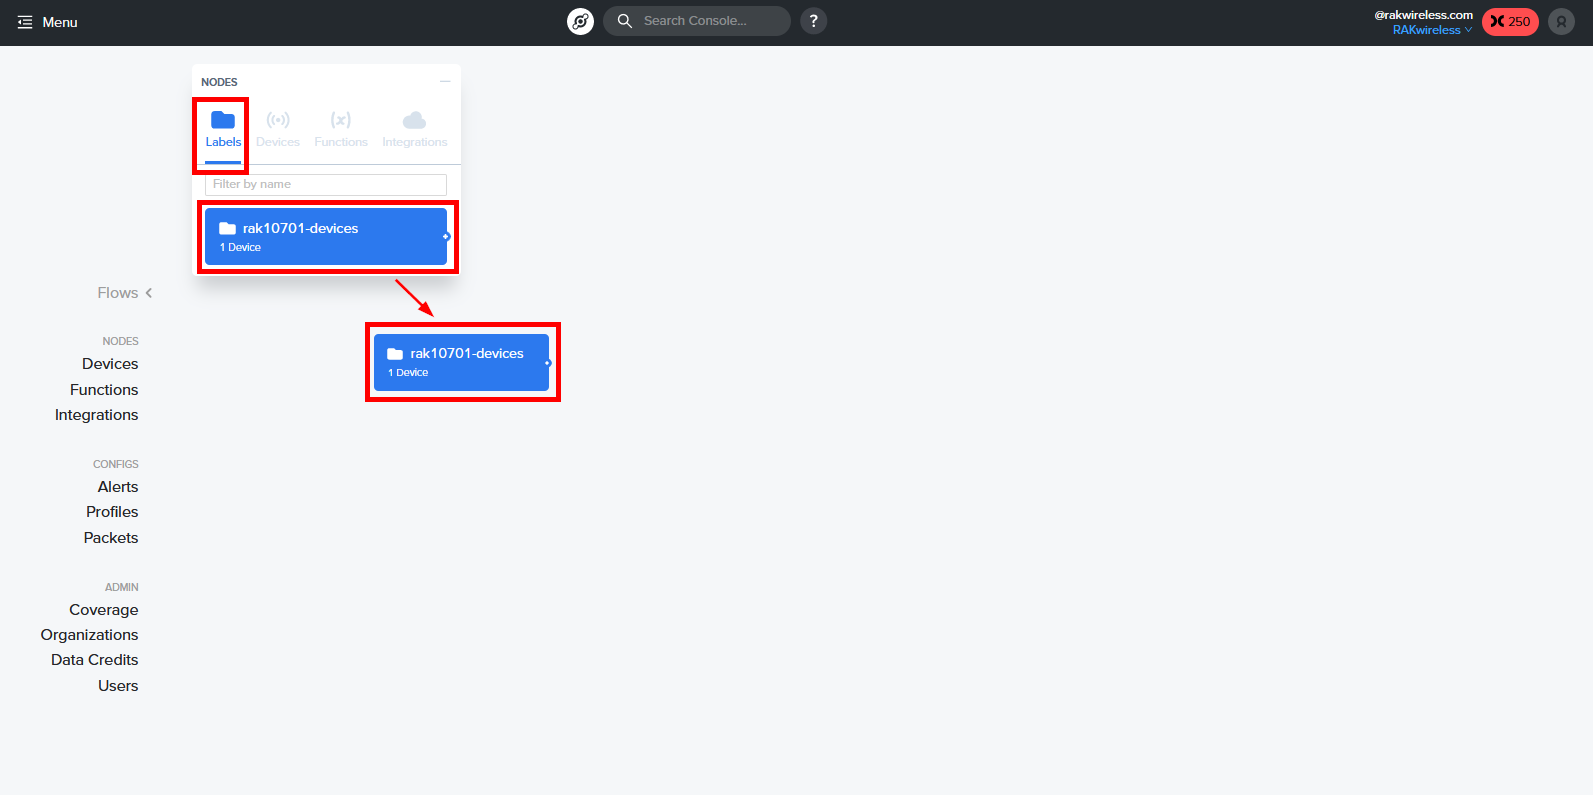 Menu
Search Console...
?
@rakwireless.com
RAKwireless
250
NODES
Labels
Devices
Functions
Integrations
Filter by name
rak10701-devices
1 Device
rak10701-devices
1 Device
Flows
NODES
Devices
Functions
Integrations
CONFIGS
Alerts
Profiles
Packets
ADMIN
Coverage
Organizations
Data Credits
Users